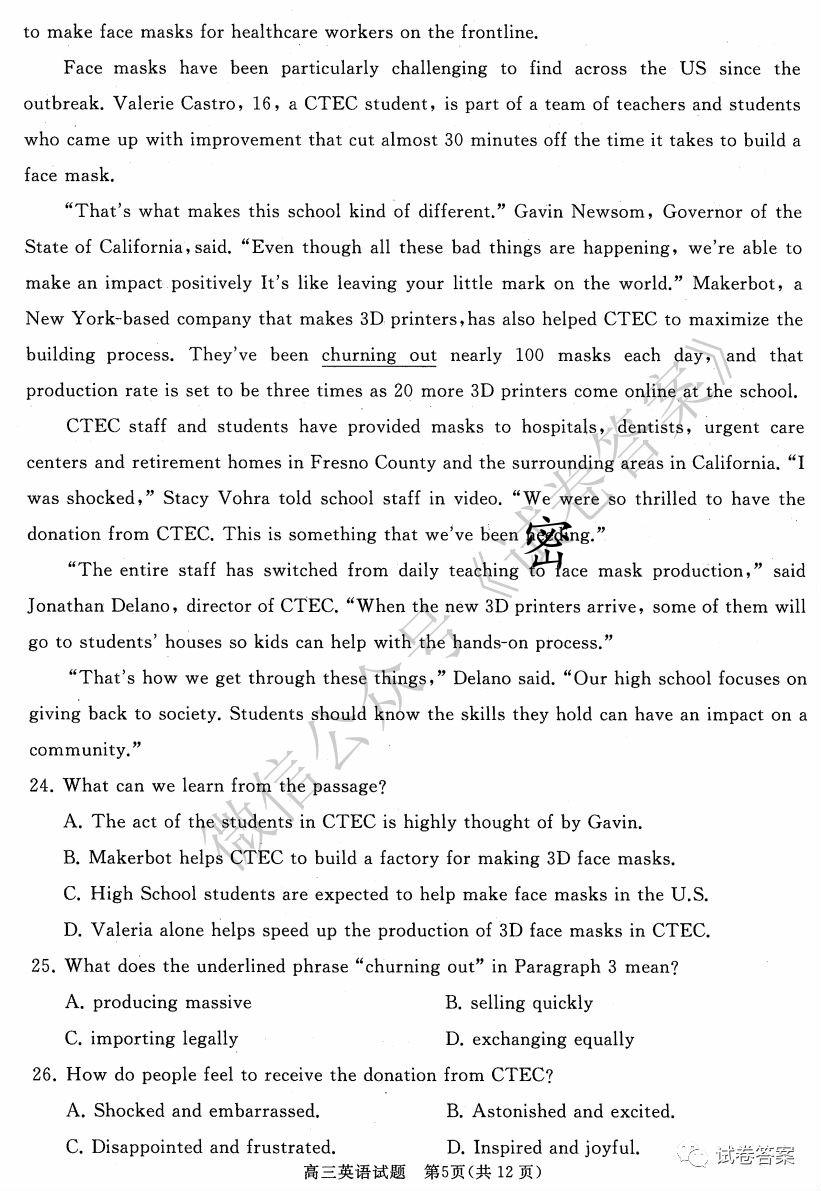 to make face masks for healthcare workers on the frontline.
Face masks have been particularly challenging to find across the US since the
outbreak. Valerie Castro, 16, a CTEC student, is part of a team of teachers and students
who came up with improvement that cut almost 30 minutes off the time it takes to build a
face mask.
“That's what makes this school kind of different.” Gavin Newsom, Governor of the
State of California, said. “Even though all these bad things are happening, we're able to
make an impact positively It's like leaving your little mark on the world.” Makerbot, a
New York-based company that makes 3D printers, has also helped CTEC to maximize the
building process. They've been churning out nearly 100 masks each day, and that
production rate is set to be three times as 20 more 3D printers come online at the school.
CTEC staff and students have provided masks to hospitals, dentists, urgent care
centers and retirement homes in Fresno County and the surrounding areas in California. “I
was shocked,” Stacy Vohra told school staff in video. “We were so thrilled to have the
donation from CTEC. This is something that we've been needing.”
密
“The entire staff has switched from daily teaching to face mask production,” said
Jonathan Delano, director of CTEC. “When the new 3D printers arrive, some of them will
go to students' houses so kids can help with the hands-on process.”
“That's how we get through these things,” Delano said. “Our high school focuses on
giving back to society. Students should know the skills they hold can have an impact on a
community.”
24. What can we learn from the passage?
A. The act of the students in CTEC is highly thought of by Gavin.
B. Makerbot helps CTEC to build a factory for making 3D face masks.
C. High School students are expected to help make face masks in the U.S.
D. Valeria alone helps speed up the production of 3D face masks in CTEC.
25. What does the underlined phrase “churning out” in Paragraph 3 mean?
A. producing massive B. selling quickly
C. importing legally D. exchanging equally
26. How do people feel to receive the donation from CTEC?
A. Shocked and embarrassed. B. Astonished and excited.
C. Disappointed and frustrated. D. Inspired and joyful.
高三英语试题 第5页(共12页)
微信公众号《试卷答案》
试卷答案